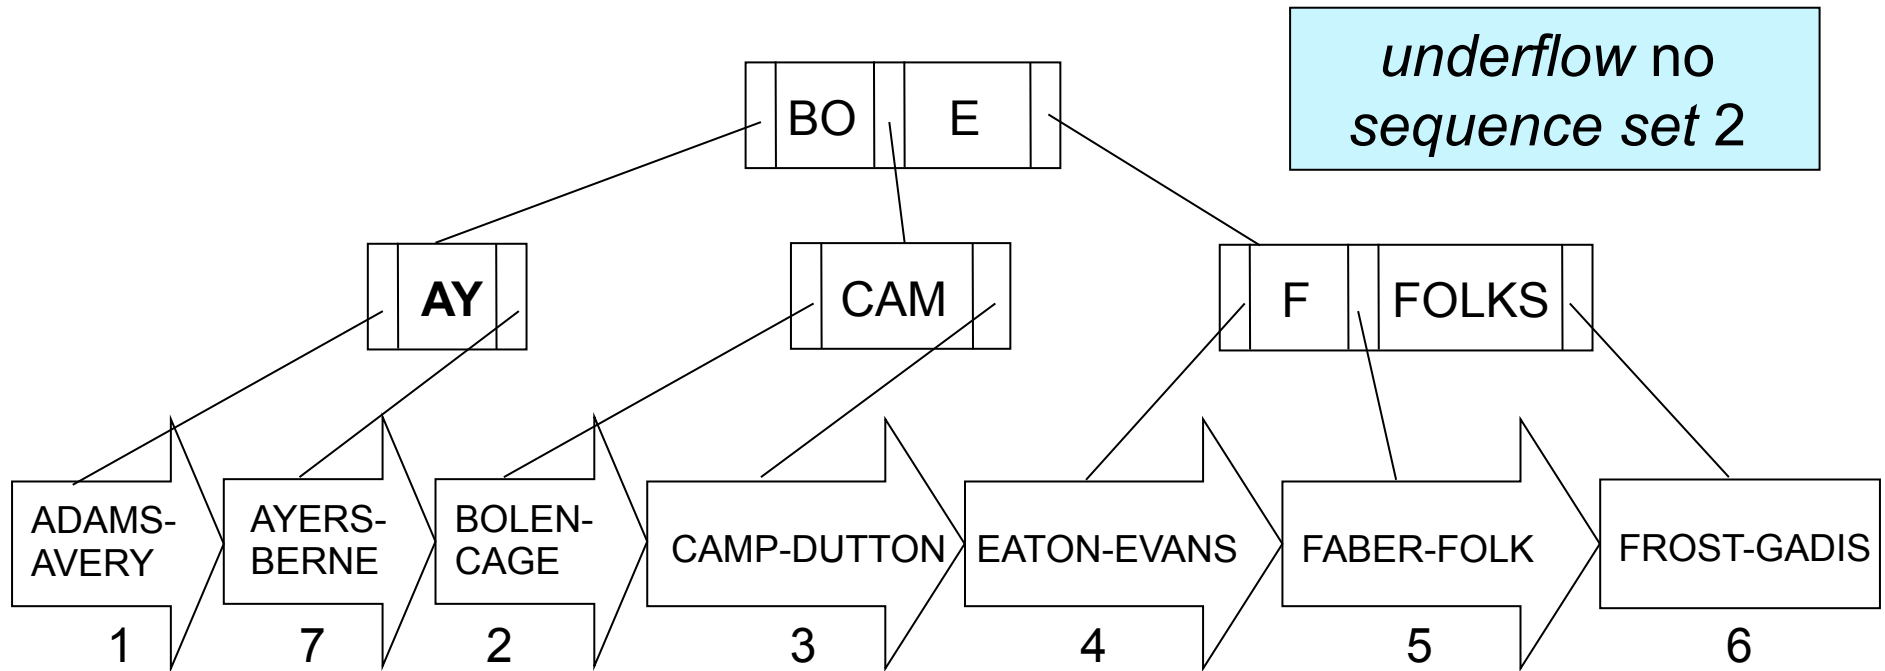 underflow no
sequence set 2
BO E
AY CAM F FOLKS
ADAMS-
AVERY
AYERS-
BERNE
BOLEN-
CAGE
CAMP-DUTTON
EATON-EVANS
FABER-FOLK
FROST-GADIS
1 7 2 3 4 5 6